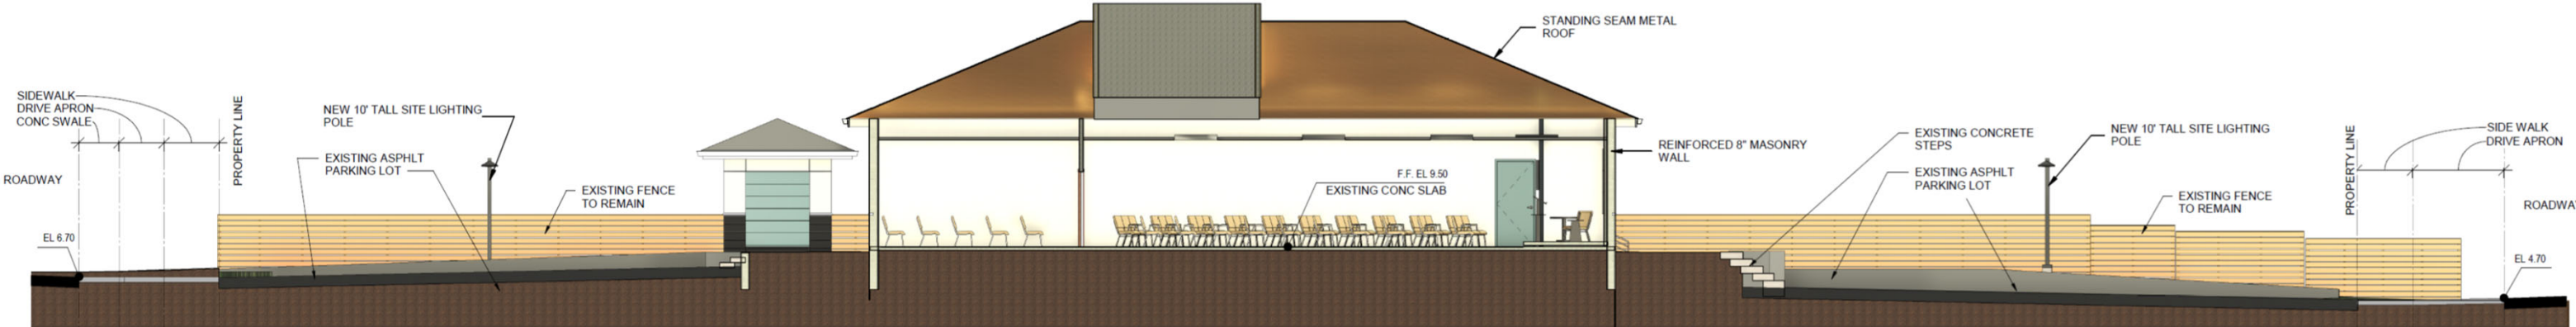 SIDEWALK
DRIVE APRON
CONC SWALE
ROADWAY
EL 6.70
PROPERTY LINE
NEW 10' TALL SITE LIGHTING
POLE
EXISTING ASPHLT
PARKING LOT
EXISTING FENCE
TO REMAIN
F.F. EL 9.50
EXISTING CONC SLAB
STANDING SEAM METAL
ROOF
REINFORCED 8" MASONRY
WALL
EXISTING CONCRETE
STEPS
EXISTING ASPHLT
PARKING LOT
NEW 10' TALL SITE LIGHTING
POLE
EXISTING FENCE
TO REMAIN
PROPERTY LINE
SIDE WALK
DRIVE APRON
ROADWA
EL 4.70